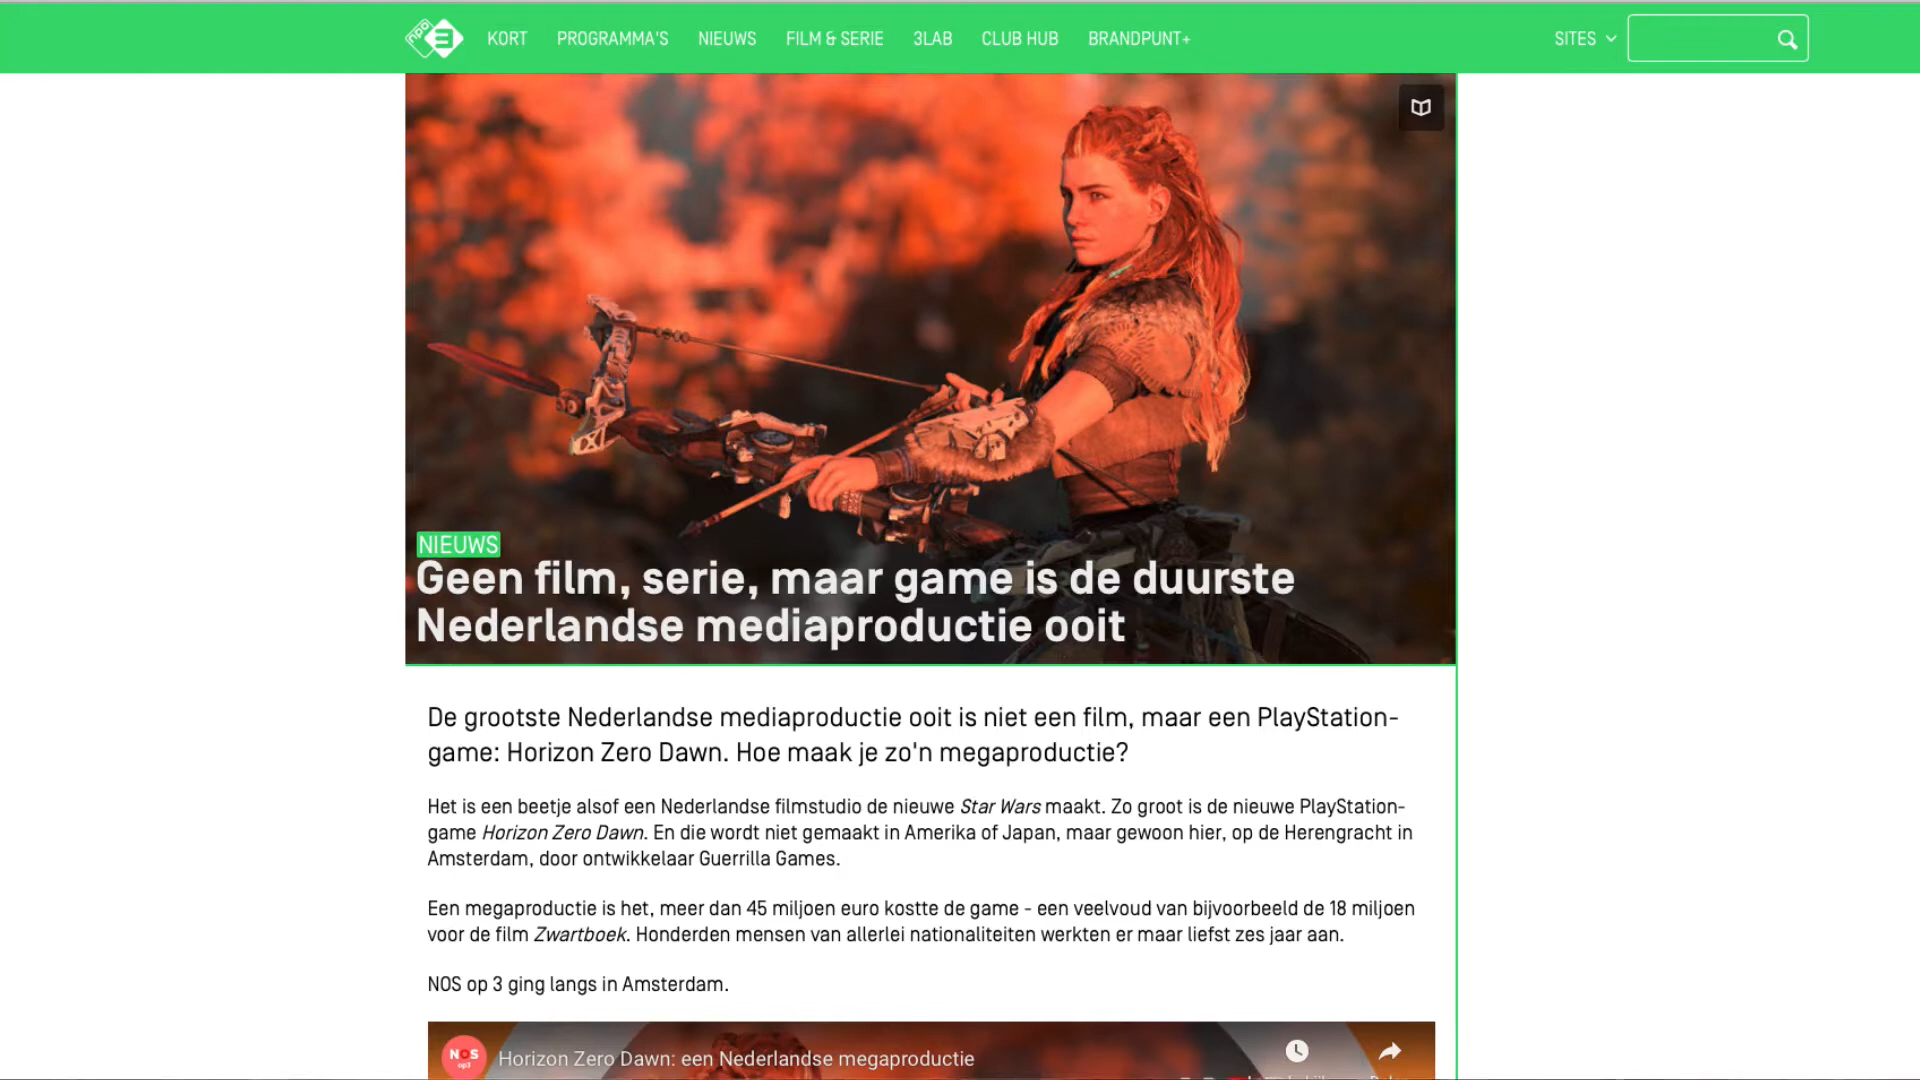 npo 3 KORT PROGRAMMA'S NIEUWS FILM & SERIE 3LAB CLUB HUB BRANDPUNT+ SITES
NIEUWS
Geen film, serie, maar game is de duurste
Nederlandse mediaproductie ooit
De grootste Nederlandse mediaproductie ooit is niet een film, maar een PlayStation-
game: Horizon Zero Dawn. Hoe maak je zo'n megaproductie?
Het is een beetje alsof een Nederlandse filmstudio de nieuwe Star Wars maakt. Zo groot is de nieuwe PlayStation-
game Horizon Zero Dawn. En die wordt niet gemaakt in Amerika of Japan, maar gewoon hier, op de Herengracht in
Amsterdam, door ontwikkelaar Guerrilla Games.
Een megaproductie is het, meer dan 45 miljoen euro kostte de game - een veelvoud van bijvoorbeeld de 18 miljoen
voor de film Zwartboek. Honderden mensen van allerlei nationaliteiten werkten er maar liefst zes jaar aan.
NOS op 3 ging langs in Amsterdam.
NOS
op3
Horizon Zero Dawn: een Nederlandse megaproductie